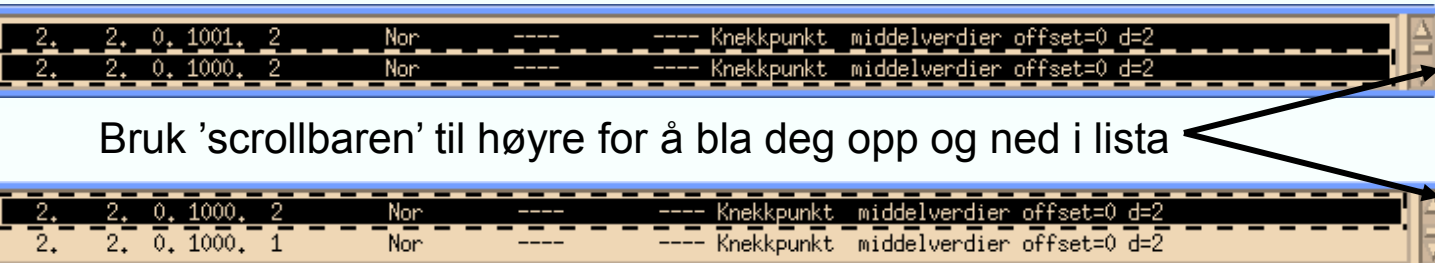 2. 2. 0. 1001. 2 Nor ---- ---- Knekkpunkt middelverdier offset=0 d=2
2. 2. 0. 1000. 2 Nor ---- ---- Knekkpunkt middelverdier offset=0 d=2
Bruk ’scrollbaren’ til høyre for å bla deg opp og ned i lista
2. 2. 0. 1000. 2 Nor ---- ---- Knekkpunkt middelverdier offset=0 d=2
2. 2. 0. 1000. 1 Nor ---- ---- Knekkpunkt middelverdier offset=0 d=2